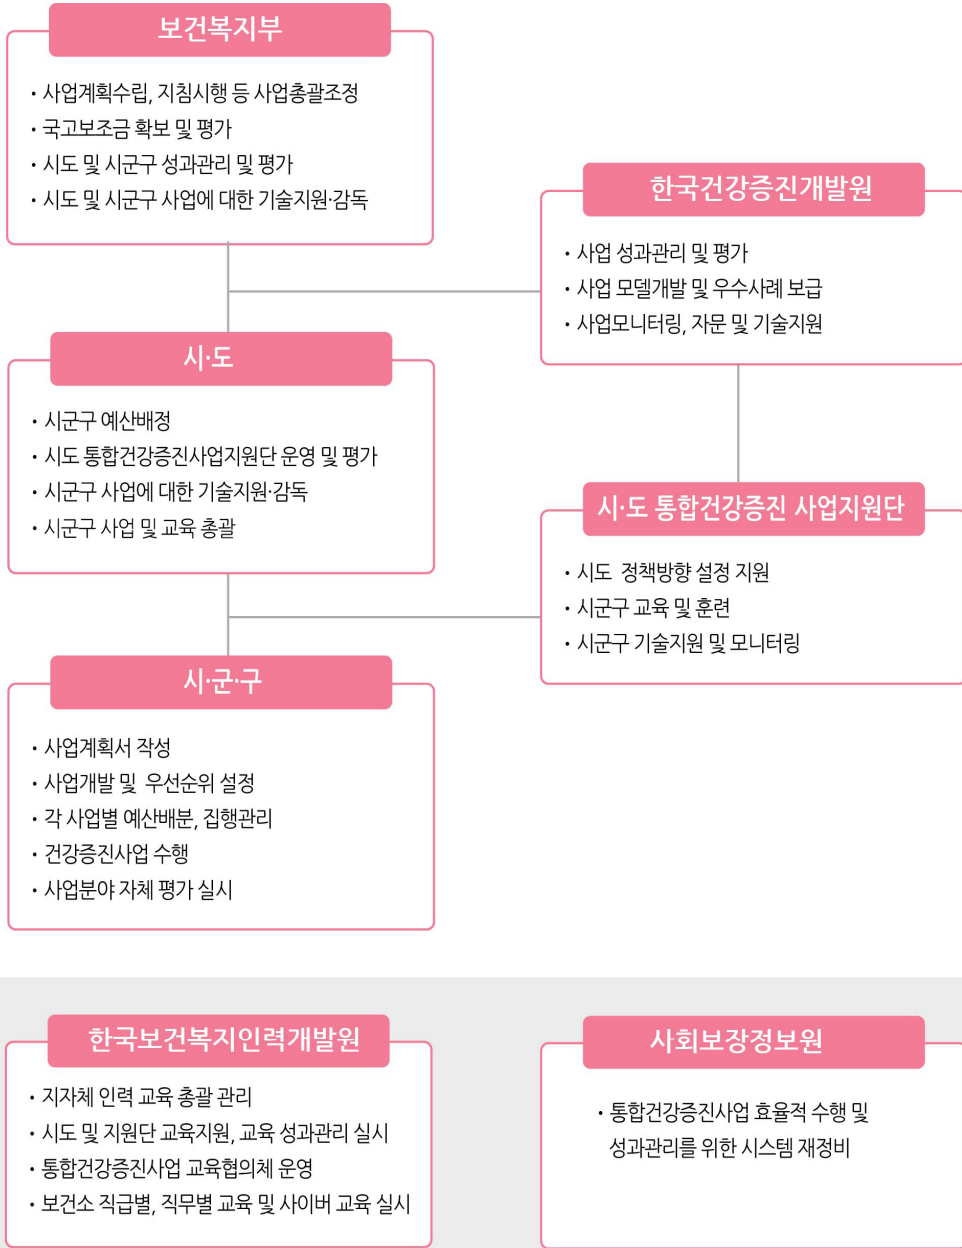 보건복지부
· 사업계획수립, 지침시행 등 사업총괄조정
· 국고보조금 확보 및 평가
· 시도 및 시군구 성과관리 및 평가
· 시도 및 시군구 사업에 대한 기술지원·감독
한국건강증진개발원
· 사업 성과관리 및 평가
· 사업 모델개발 및 우수사례 보급
· 사업모니터링, 자문 및 기술지원
시·도
· 시군구 예산배정
· 시도 통합건강증진사업지원단 운영 및 평가
· 시군구 사업에 대한 기술지원·감독
· 시군구 사업 및 교육 총괄
시·도 통합건강증진 사업지원단
· 시도 정책방향 설정 지원
· 시군구 교육 및 훈련
· 시군구 기술지원 및 모니터링
시·군·구
· 사업계획서 작성
· 사업개발 및 우선순위 설정
· 각 사업별 예산배분, 집행관리
· 건강증진사업 수행
· 사업분야 자체 평가 실시
한국보건복지인력개발원
· 지자체 인력 교육 총괄 관리
· 시도 및 지원단 교육지원, 교육 성과관리 실시
· 통합건강증진사업 교육협의체 운영
· 보건소 직급별, 직무별 교육 및 사이버 교육 실시
사회보장정보원
· 통합건강증진사업 효율적 수행 및
성과관리를 위한 시스템 재정비